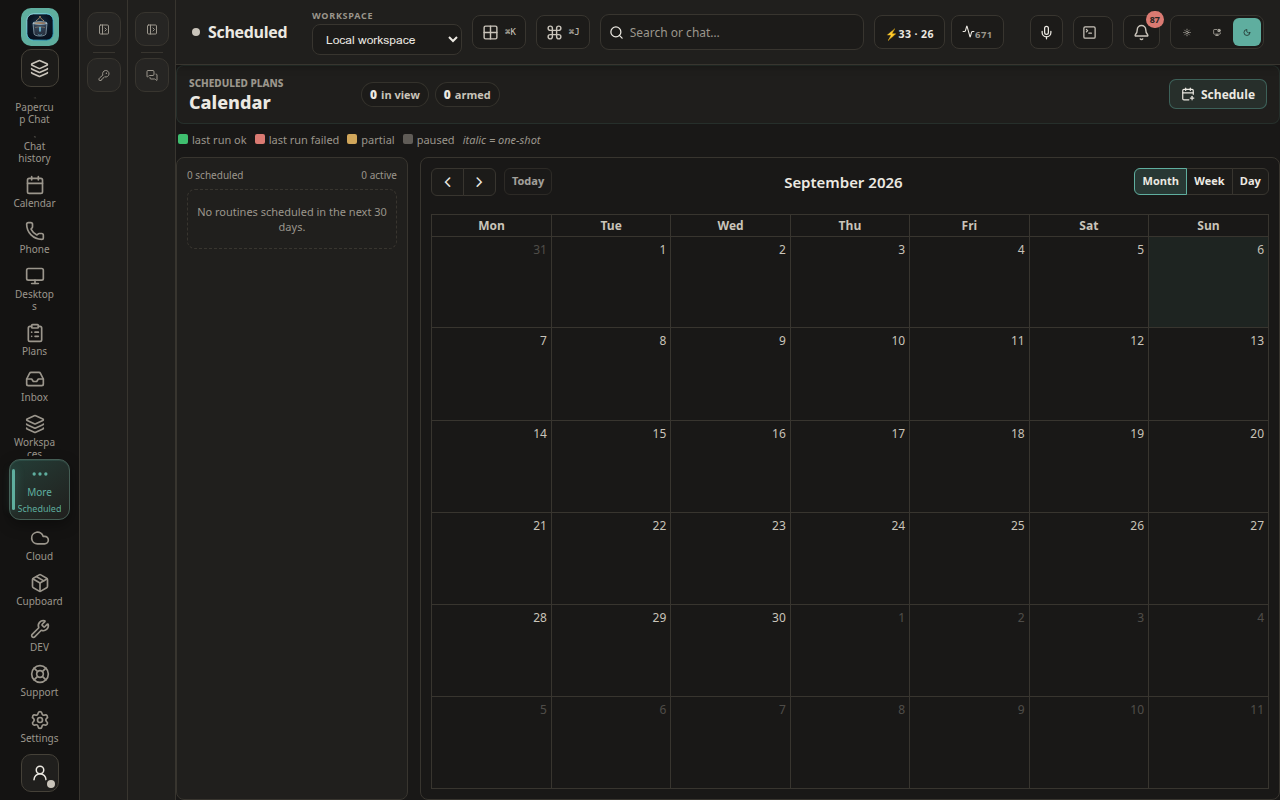 Papercu
p Chat
Chat
history
Calendar
Phone
Desktop
s
Plans
Inbox
Workspa
ces
More
Scheduled
Cloud
Cupboard
DEV
Support
Settings
Scheduled
WORKSPACE
Local workspace
⌘K
⌘J
Search or chat...
⚡33 · 26
671
87
SCHEDULED PLANS
Calendar
0 in view
0 armed
Schedule
last run ok
last run failed
partial
paused
italic = one-shot
0 scheduled
0 active
No routines scheduled in the next 30
days.
Today
September 2026
Month
Week
Day
Mon Tue Wed Thu Fri Sat Sun
31 1 2 3 4 5 6
7 8 9 10 11 12 13
14 15 16 17 18 19 20
21 22 23 24 25 26 27
28 29 30 1 2 3 4
5 6 7 8 9 10 11